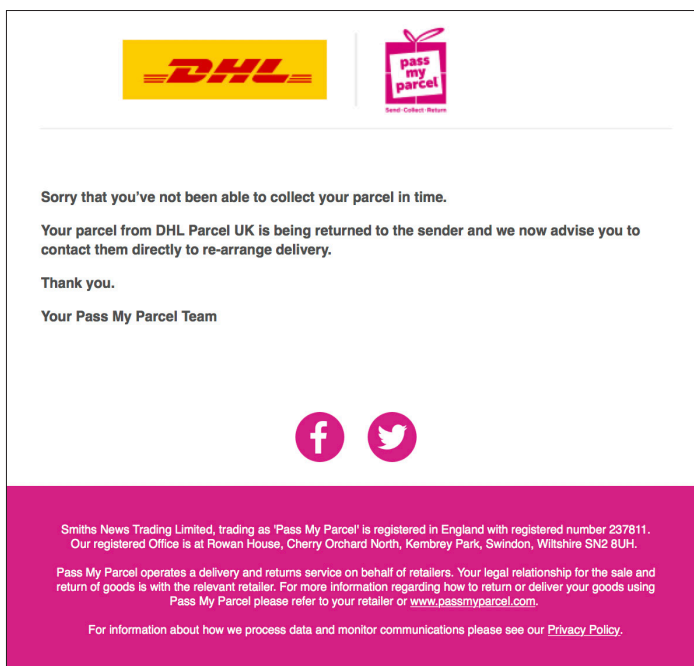 DHL
pass
my
parcel
Send·Collect·Return
Sorry that you've not been able to collect your parcel in time.
Your parcel from DHL Parcel UK is being returned to the sender and we now advise you to
contact them directly to re-arrange delivery.
Thank you.
Your Pass My Parcel Team
Smiths News Trading Limited, trading as 'Pass My Parcel' is registered in England with registered number 237811.
Our registered Office is at Rowan House, Cherry Orchard North, Kembrey Park, Swindon, Wiltshire SN2 8UH.
Pass My Parcel operates a delivery and returns service on behalf of retailers. Your legal relationship for the sale and
return of goods is with the relevant retailer. For more information regarding how to return or deliver your goods using
Pass My Parcel please refer to your retailer or www.passmyparcel.com.
For information about how we process data and monitor communications please see our Privacy Policy.